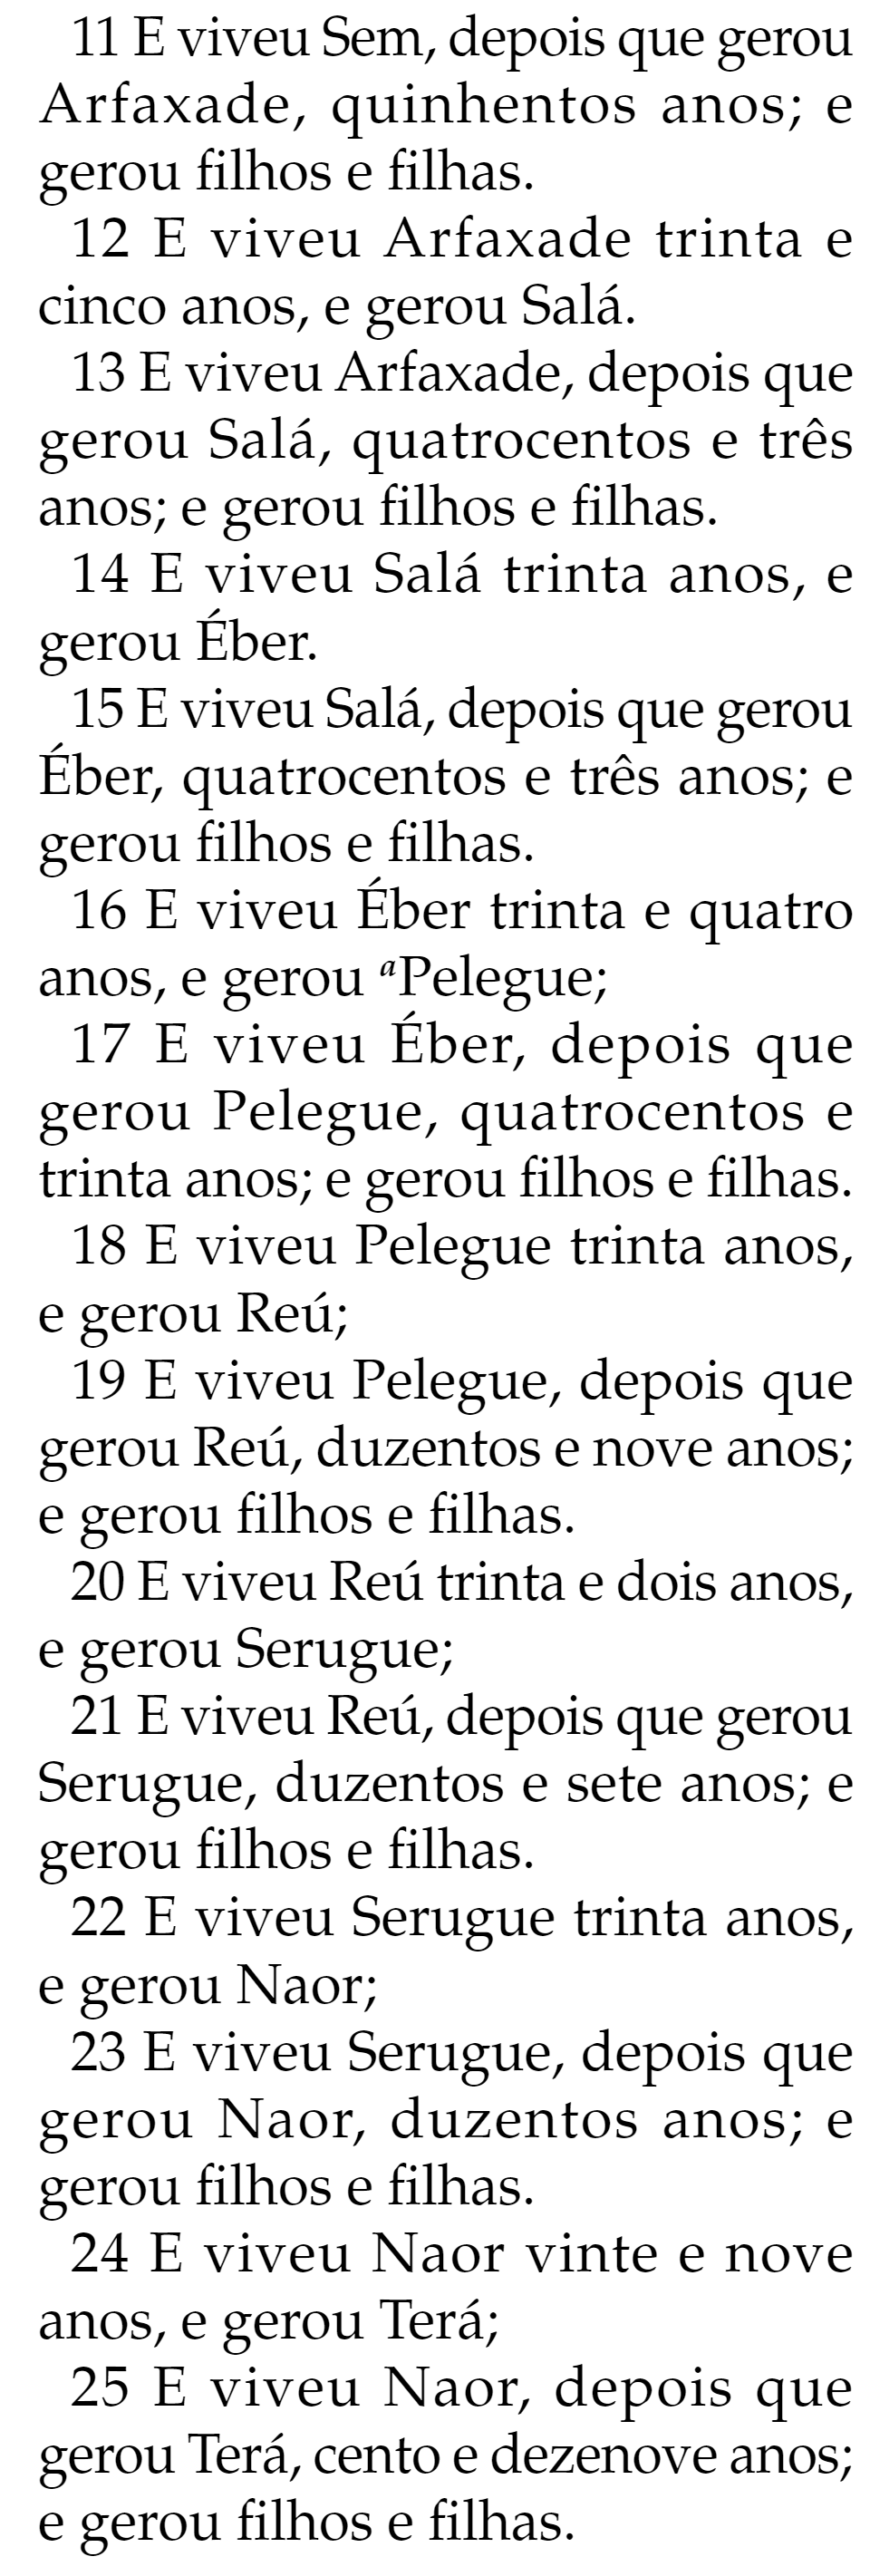 11 E viveu Sem, depois que gerou
Arfaxade, quinhentos anos; e
gerou filhos e filhas.
12 E viveu Arfaxade trinta e
cinco anos, e gerou Salá.
13 E viveu Arfaxade, depois que
gerou Salá, quatrocentos e três
anos; e gerou filhos e filhas.
14 E viveu Salá trinta anos, e
gerou Éber.
15 E viveu Salá, depois que gerou
Éber, quatrocentos e três anos; e
gerou filhos e filhas.
16 E viveu Éber trinta e quatro
anos, e gerou ᵃPelegue;
17 E viveu Éber, depois que
gerou Pelegue, quatrocentos e
trinta anos; e gerou filhos e filhas.
18 E viveu Pelegue trinta anos,
e gerou Reú;
19 E viveu Pelegue, depois que
gerou Reú, duzentos e nove anos;
e gerou filhos e filhas.
20 E viveu Reú trinta e dois anos,
e gerou Serugue;
21 E viveu Reú, depois que gerou
Serugue, duzentos e sete anos; e
gerou filhos e filhas.
22 E viveu Serugue trinta anos,
e gerou Naor;
23 E viveu Serugue, depois que
gerou Naor, duzentos anos; e
gerou filhos e filhas.
24 E viveu Naor vinte e nove
anos, e gerou Terá;
25 E viveu Naor, depois que
gerou Terá, cento e dezenove anos;
e gerou filhos e filhas.